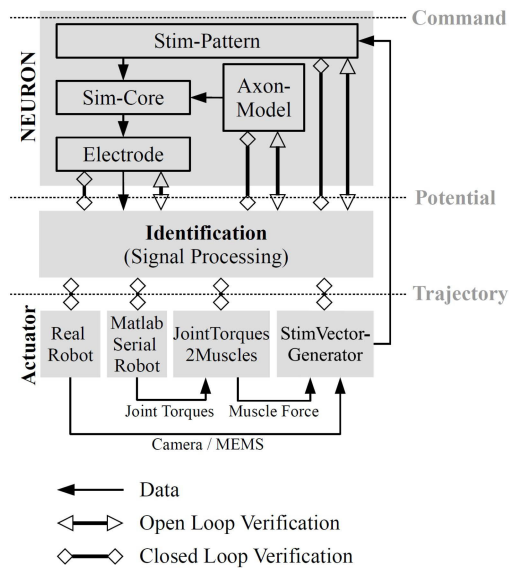 Command
Stim-Pattern
NEURON
Sim-Core
Axon-
Model
Electrode
Potential
Identification
(Signal Processing)
Trajectory
Actuator
Real
Robot
Matlab
Serial
Robot
JointTorques
2Muscles
StimVector-
Generator
Joint Torques
Muscle Force
Camera / MEMS
Data
Open Loop Verification
Closed Loop Verification